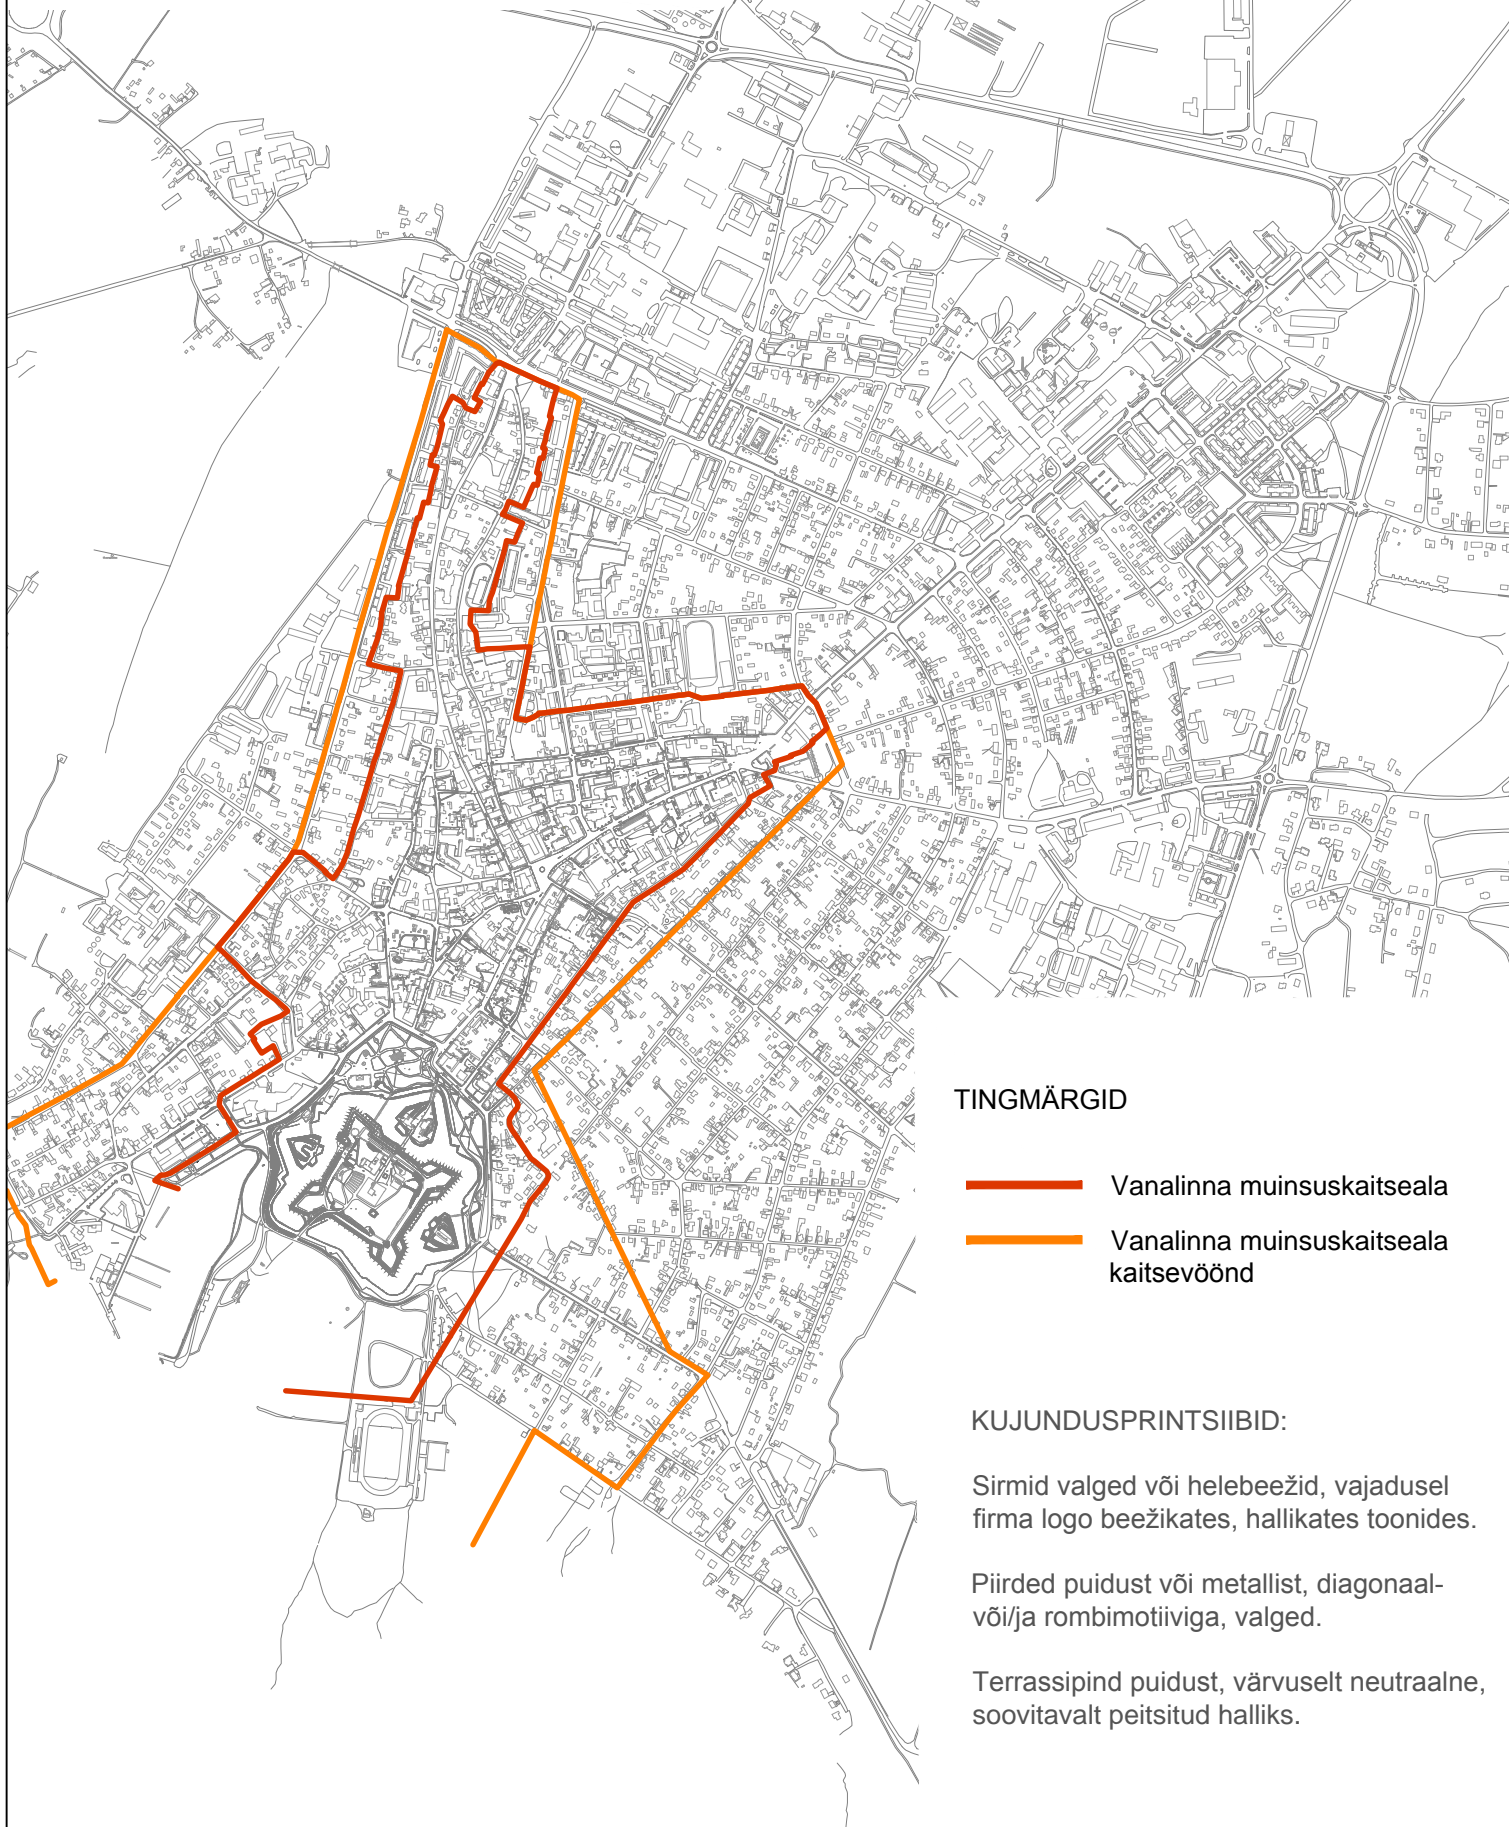 TINGMÄRGID
Vanalinna muinsuskaitseala
Vanalinna muinsuskaitseala
kaitsevöönd
KUJUNDUSPRINTSIIBID:
Sirmid valged või helebeežid, vajadusel
firma logo beežikates, hallikates toonides.
Piirded puidust või metallist, diagonaal-
või/ja rombimotiiviga, valged.
Terrassipind puidust, värvuselt neutraalne,
soovitavalt peitsitud halliks.